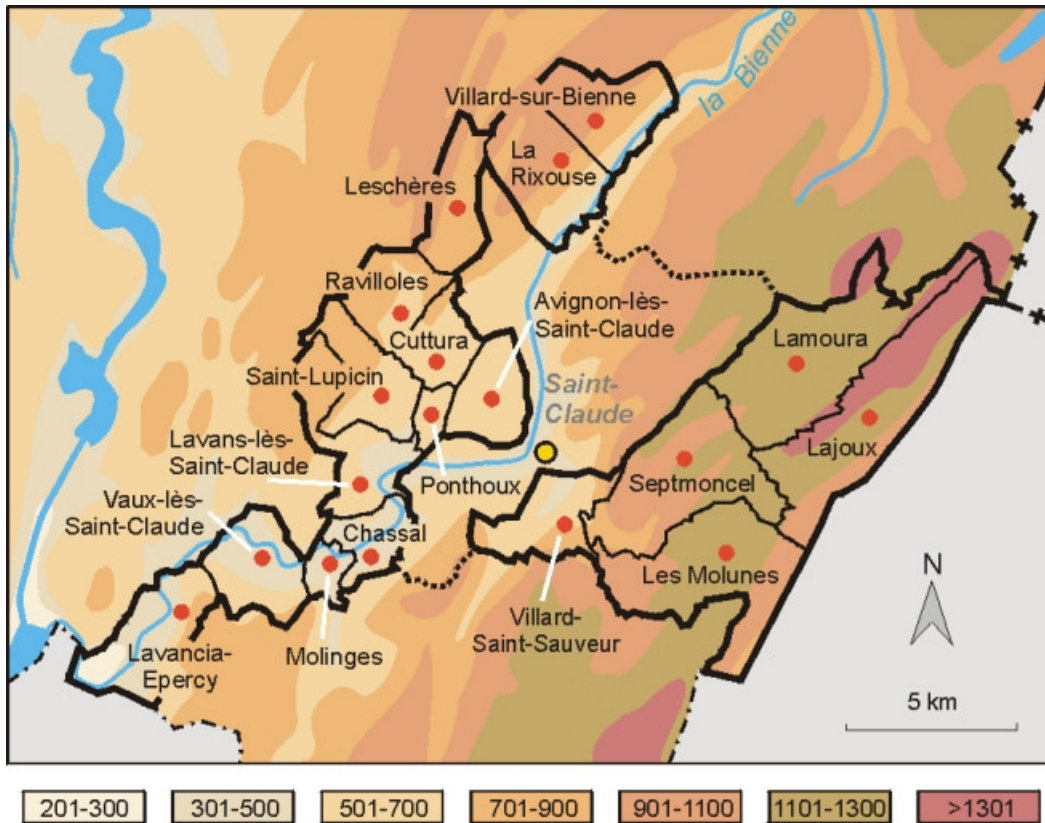 la Bienne
Villard-sur-Bienne
La
Rixouse
Leschères
Ravilloles
Avignon-lès-
Saint-Claude
Cuttura
Lamoura
Saint-Lupicin
Saint-
Claude
Lajoux
Lavans-lès-
Saint-Claude
Ponthoux
Septmoncel
Vaux-lès-
Saint-Claude
Chassal
Les Molunes
N
Villard-
Saint-Sauveur
Molinges
Lavancia-
Epercy
5 km
201-300
301-500
501-700
701-900
901-1100
1101-1300
>1301